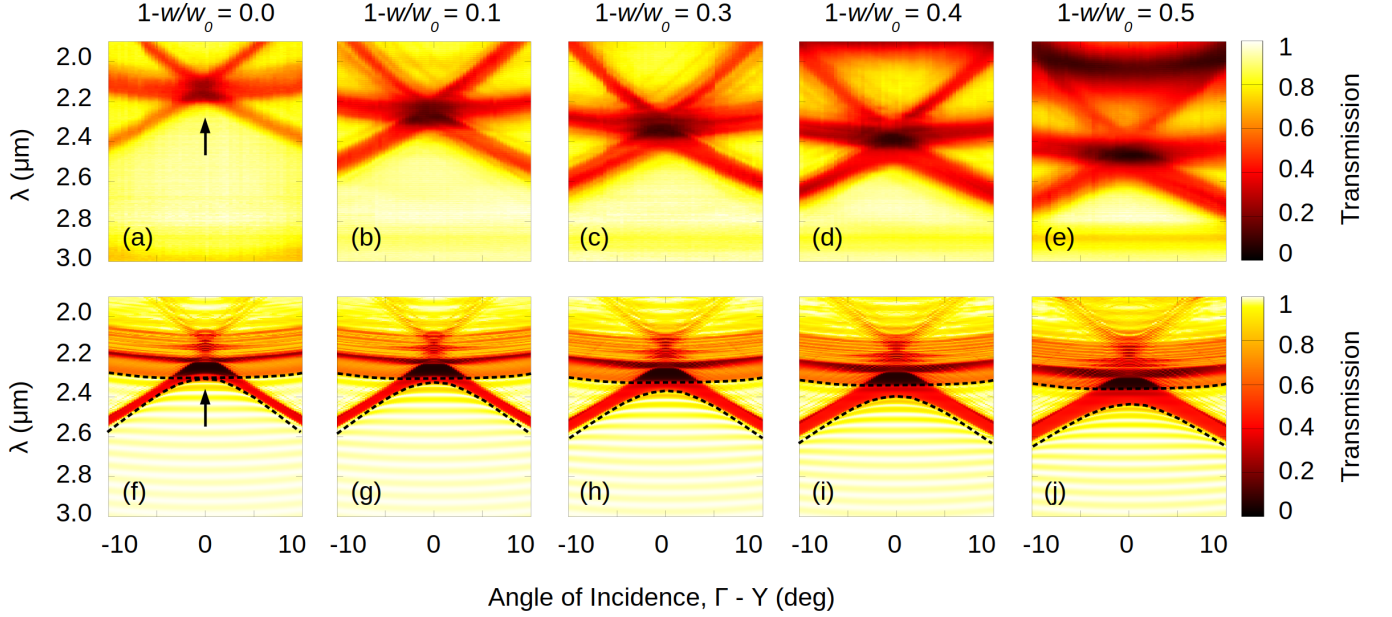 1-w/w₀ = 0.0 1-w/w₀ = 0.1 1-w/w₀ = 0.3 1-w/w₀ = 0.4 1-w/w₀ = 0.5
2.0
2.2
2.4
2.6
2.8
3.0
λ (μm)
(a) (b) (c) (d) (e)
1
0.8
0.6
0.4
0.2
0
Transmission
2.0
2.2
2.4
2.6
2.8
3.0
λ (μm)
(f) (g) (h) (i) (j)
1
0.8
0.6
0.4
0.2
0
Transmission
-10 0 10 -10 0 10 -10 0 10 -10 0 10 -10 0 10
Angle of Incidence, Γ - Y (deg)